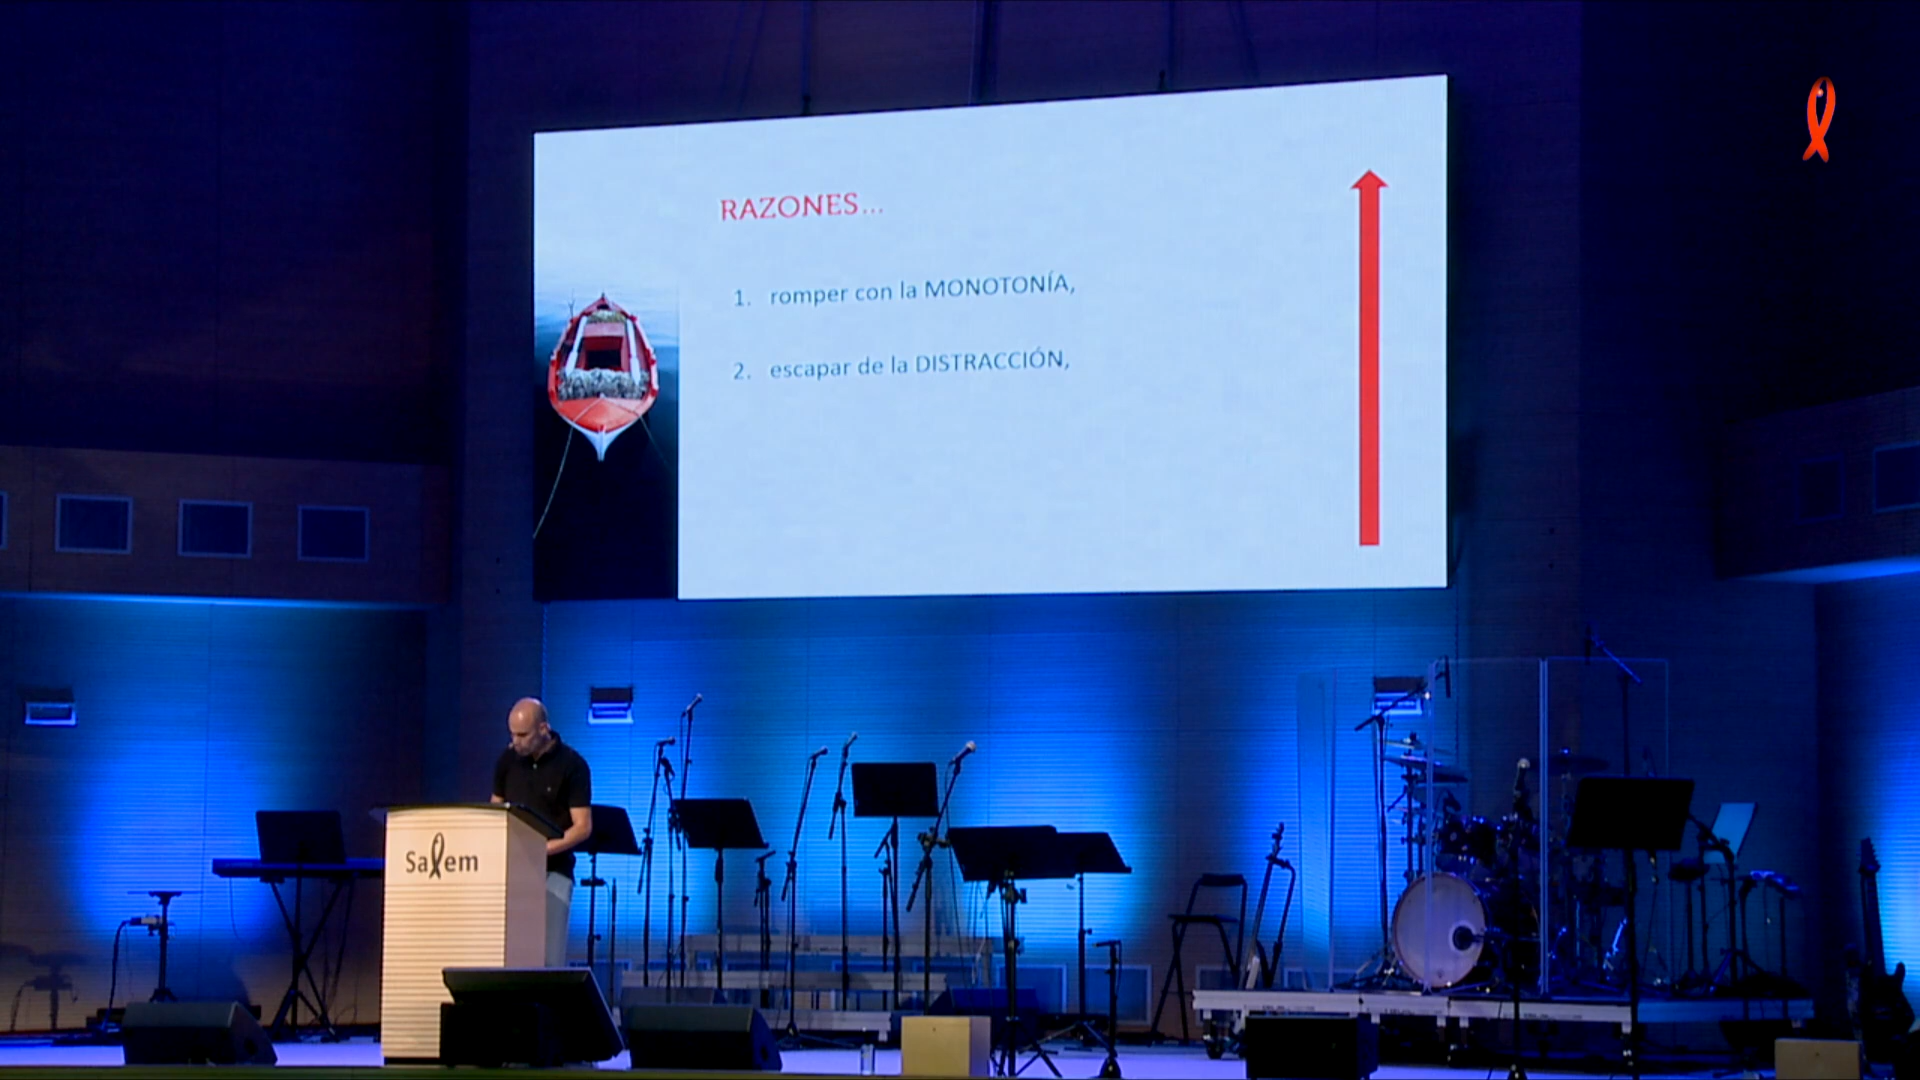 RAZONES...
1. romper con la MONOTONÍA,
2. escapar de la DISTRACCIÓN,
Salem